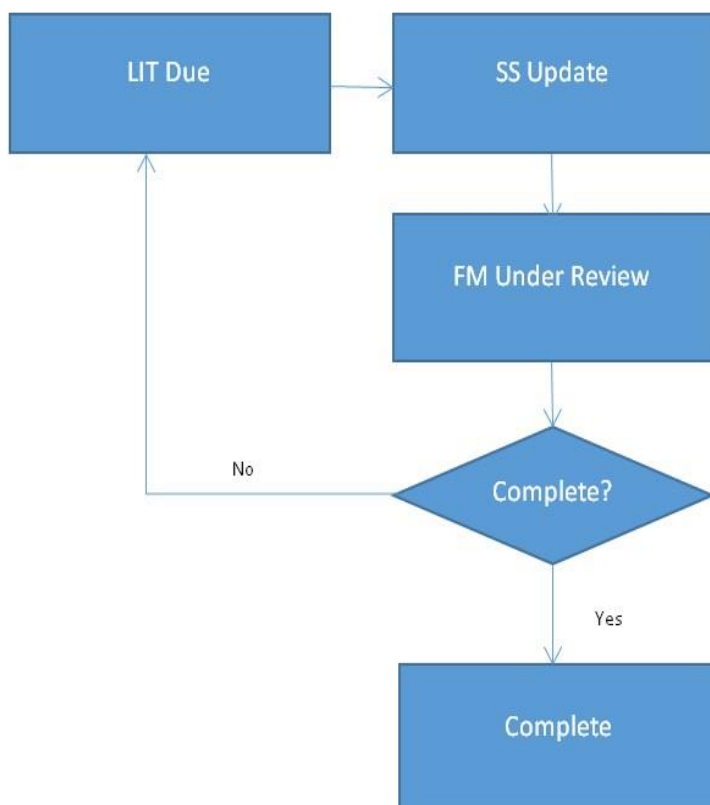 LIT Due
SS Update
FM Under Review
Complete?
No
Yes
Complete